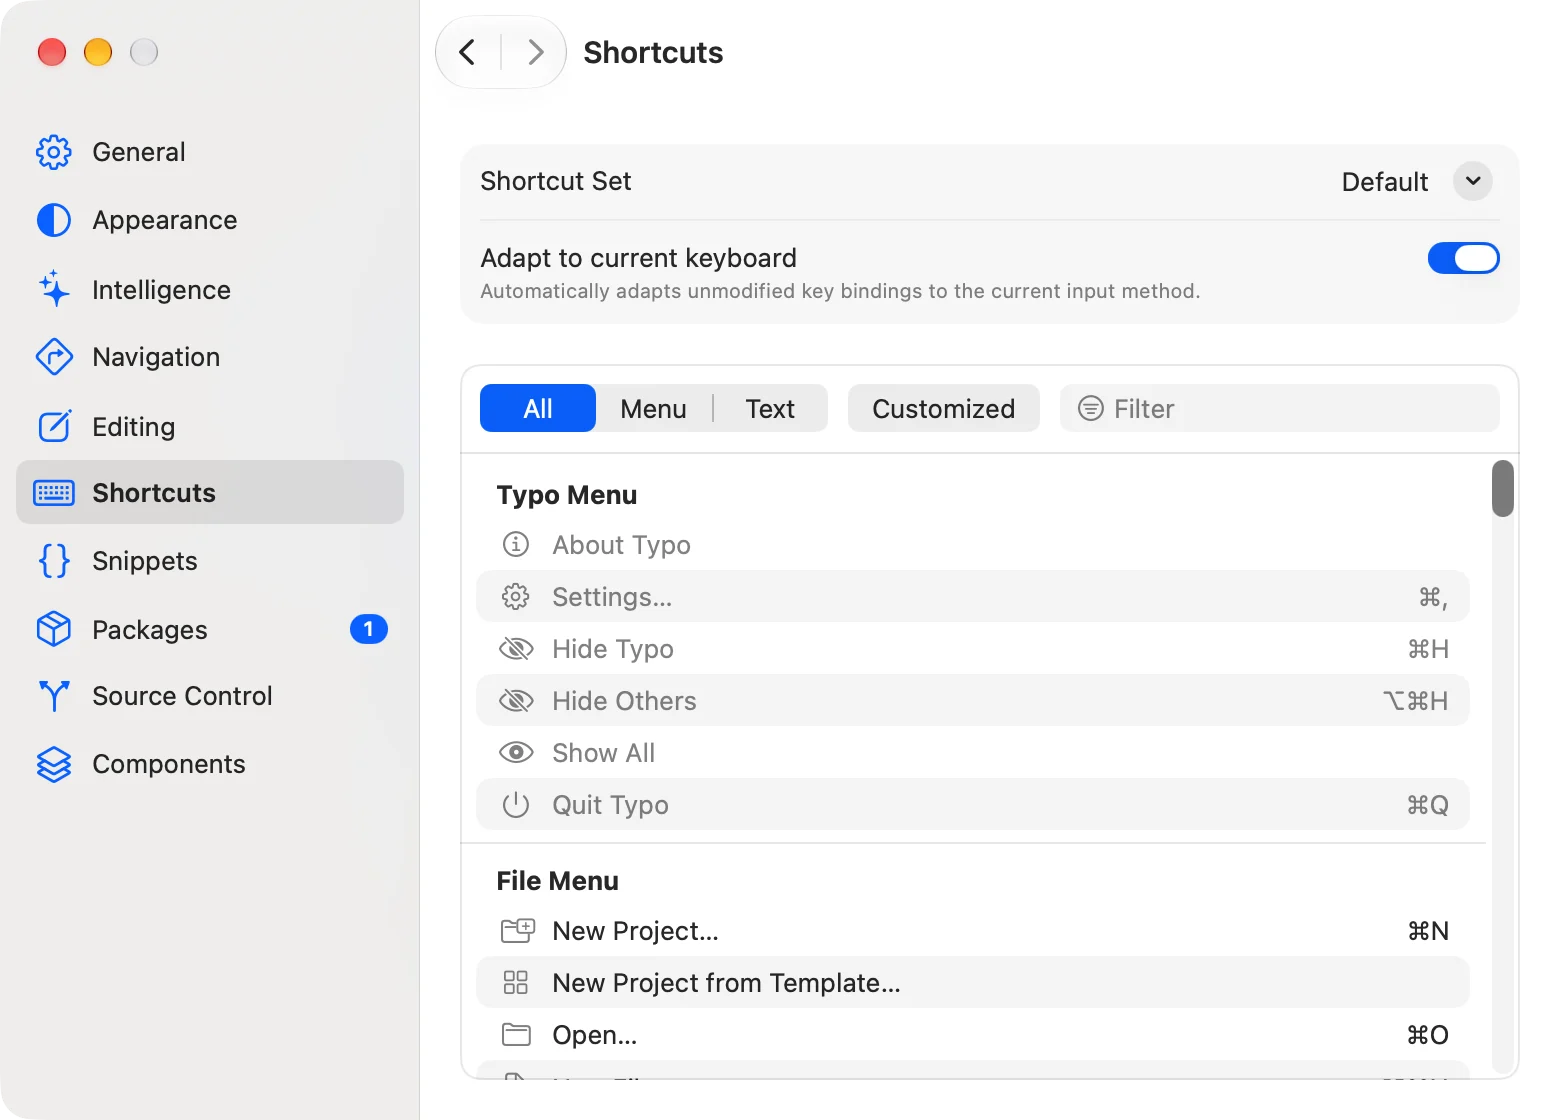 Shortcuts
General
Appearance
Intelligence
Navigation
Editing
Shortcuts
Snippets
Packages 1
Source Control
Components
Shortcut Set Default
Adapt to current keyboard
Automatically adapts unmodified key bindings to the current input method.
All Menu Text Customized Filter
Typo Menu
About Typo
Settings... ⌘,
Hide Typo ⌘H
Hide Others ⌥⌘H
Show All
Quit Typo ⌘Q
File Menu
New Project... ⌘N
New Project from Template...
Open... ⌘O